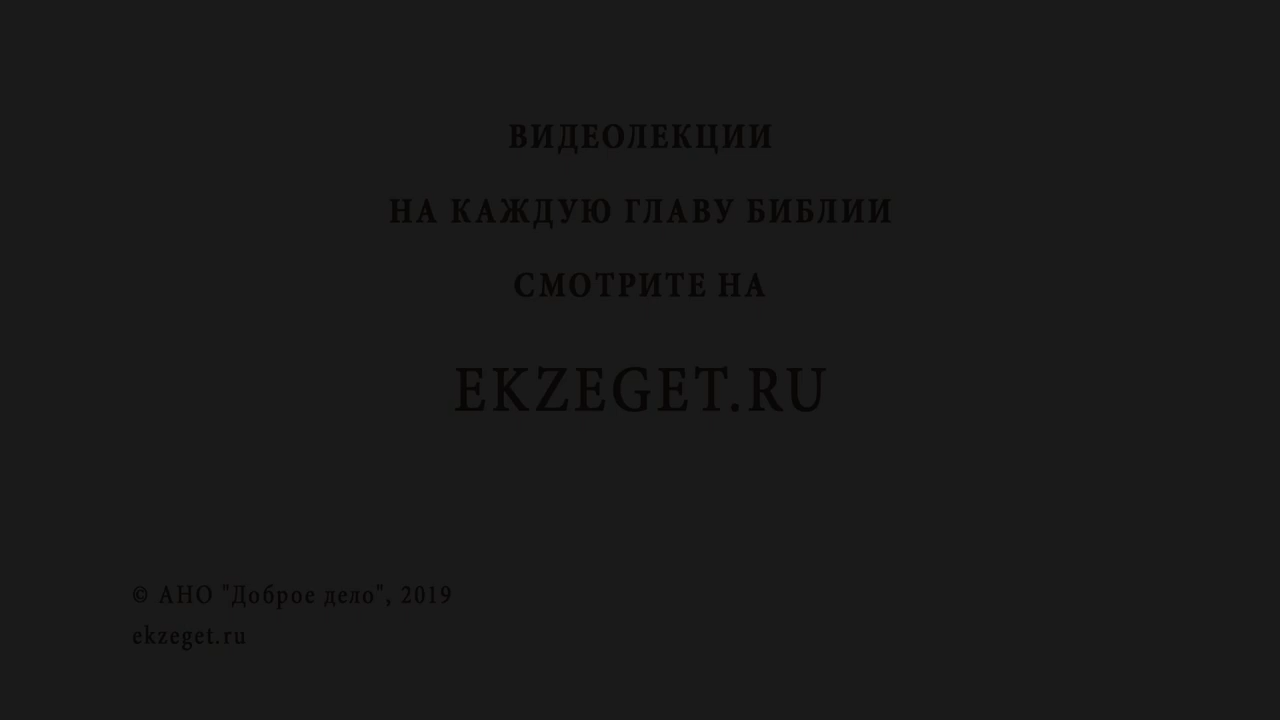 ВИДЕОЛЕКЦИИ
НА КАЖДУЮ ГЛАВУ БИБЛИИ
СМОТРИТЕ НА
EKZEGET.RU
© АНО "Доброе дело", 2019
ekzeget.ru